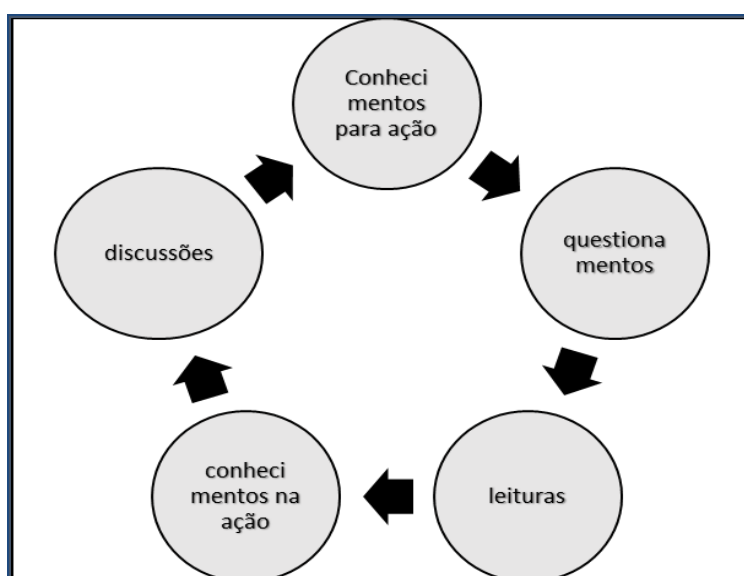 Conheci
mentos
para ação
questiona
mentos
leituras
conheci
mentos na
ação
discussões